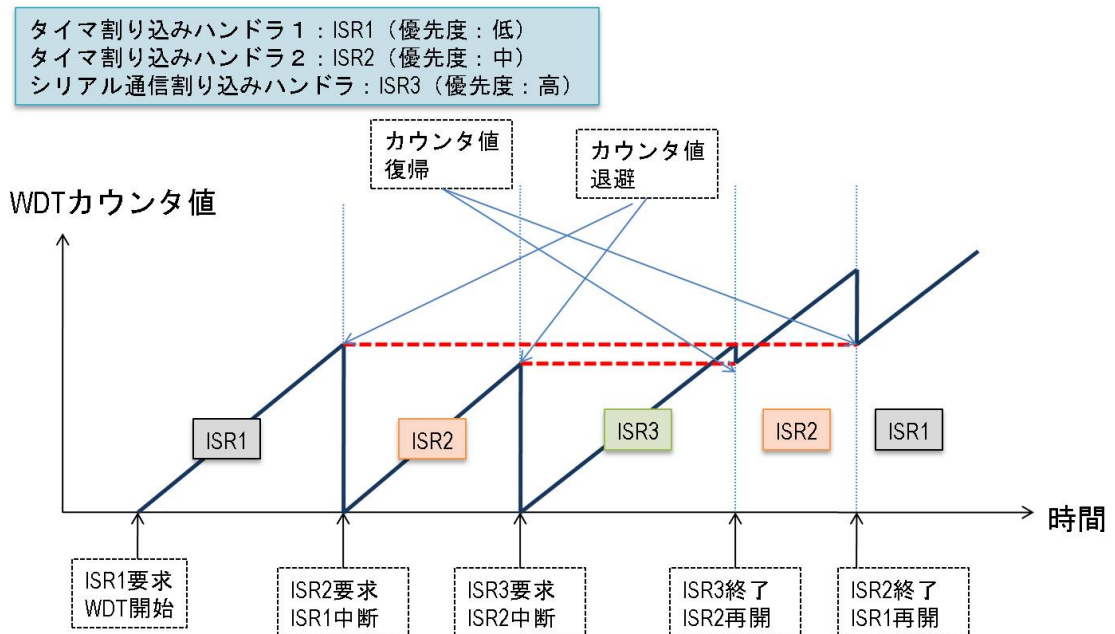 タイマ割り込みハンドラ１：ISR1（優先度：低）
タイマ割り込みハンドラ２：ISR2（優先度：中）
シリアル通信割り込みハンドラ：ISR3（優先度：高）
カウンタ値
復帰
カウンタ値
退避
WDTカウンタ値
ISR1
ISR2
ISR3
ISR2
ISR1
時間
ISR1要求
WDT開始
ISR2要求
ISR1中断
ISR3要求
ISR2中断
ISR3終了
ISR2再開
ISR2終了
ISR1再開